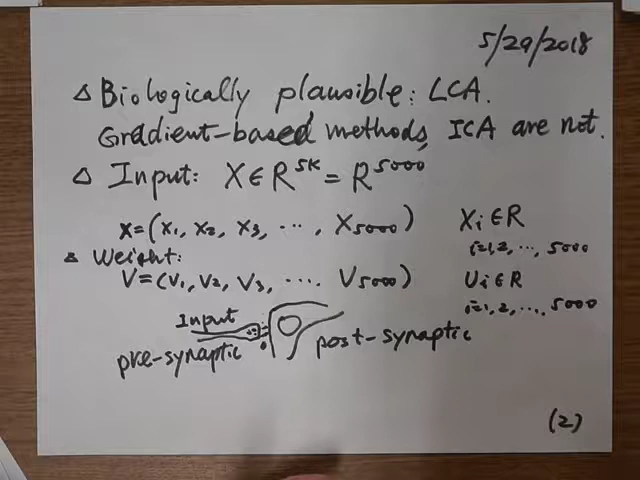 5/29/2018
△ Biologically plausible: LCA.
Gradient-based methods, ICA are not.
△ Input: X∈R^5K = R^5000
x=(x₁, x₂, x₃, ..., x₅₀₀₀) Xᵢ∈R
i=1,2, ..., 5000
△ Weight:
V=(v₁, v₂, v₃, .... V₅₀₀₀) Uᵢ∈R
i=1,2, ..., 5000
Input
pre-synaptic post-synaptic
(2)